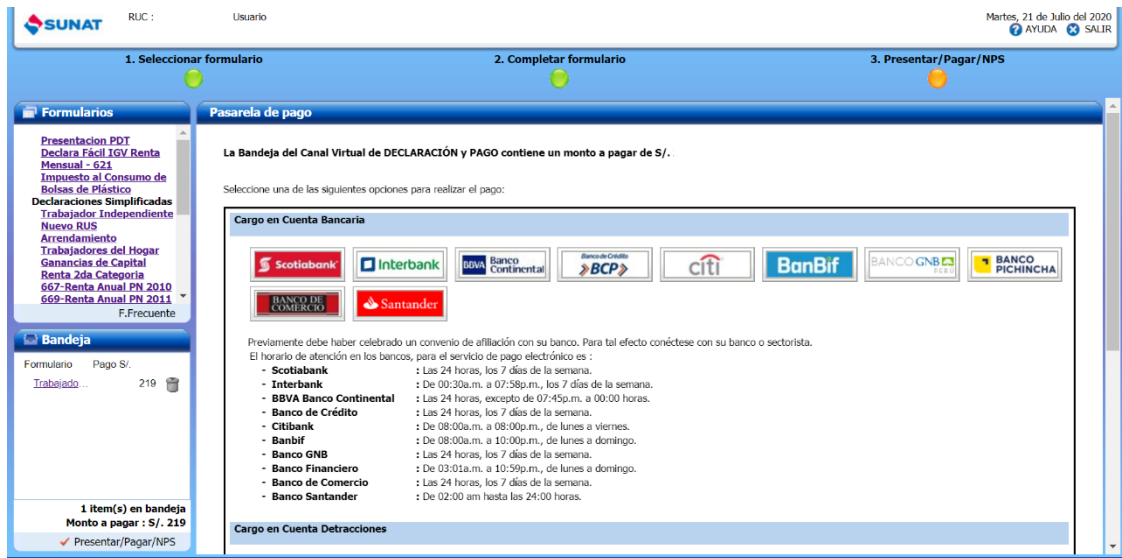 SUNAT
RUC :
Usuario
Martes, 21 de Julio del 2020
AYUDA SALIR
1. Seleccionar formulario
2. Completar formulario
3. Presentar/Pagar/NPS
Formularios
Presentacion PDT
Declara Fácil IGV Renta
Mensual - 621
Impuesto al Consumo de
Bolsas de Plástico
Declaraciones Simplificadas
Trabajador Independiente
Nuevo RUS
Arrendamiento
Trabajadores del Hogar
Ganancias de Capital
Renta 2da Categoria
667-Renta Anual PN 2010
669-Renta Anual PN 2011
F.Frecuente
Bandeja
Formulario Pago S/.
Trabajado... 219
1 item(s) en bandeja
Monto a pagar : S/. 219
Presentar/Pagar/NPS
Pasarela de pago
La Bandeja del Canal Virtual de DECLARACIÓN y PAGO contiene un monto a pagar de S/.
Seleccione una de las siguientes opciones para realizar el pago:
Cargo en Cuenta Bancaria
Scotiabank
Interbank
BBVA Banco Continental
Banco de Crédito
BCP
citi
BanBif
BANCO GNB
PERÚ
BANCO
PICHINCHA
BANCO DE
COMERCIO
Santander
Previamente debe haber celebrado un convenio de afiliación con su banco. Para tal efecto conéctese con su banco o sectorista.
El horario de atención en los bancos, para el servicio de pago electrónico es :
- Scotiabank : Las 24 horas, los 7 días de la semana.
- Interbank : De 00:30a.m. a 07:58p.m., los 7 días de la semana.
- BBVA Banco Continental : Las 24 horas, excepto de 07:45p.m. a 00:00 horas.
- Banco de Crédito : Las 24 horas, los 7 días de la semana.
- Citibank : De 08:00a.m. a 08:00p.m., de lunes a viernes.
- Banbif : De 08:00a.m. a 10:00p.m., de lunes a domingo.
- Banco GNB : Las 24 horas, los 7 días de la semana.
- Banco Financiero : De 03:01a.m. a 10:59p.m., de lunes a domingo.
- Banco de Comercio : Las 24 horas, los 7 días de la semana.
- Banco Santander : De 02:00 am hasta las 24:00 horas.
Cargo en Cuenta Detracciones